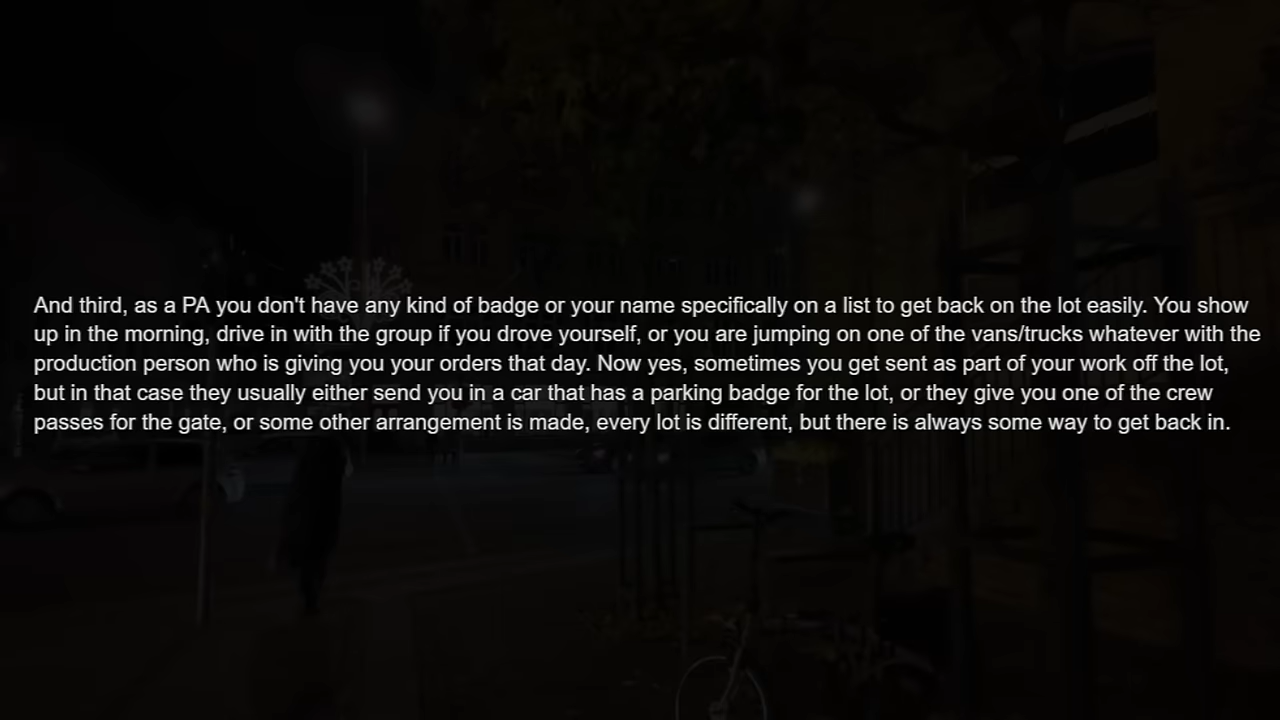 And third, as a PA you don't have any kind of badge or your name specifically on a list to get back on the lot easily. You show
up in the morning, drive in with the group if you drove yourself, or you are jumping on one of the vans/trucks whatever with the
production person who is giving you your orders that day. Now yes, sometimes you get sent as part of your work off the lot,
but in that case they usually either send you in a car that has a parking badge for the lot, or they give you one of the crew
passes for the gate, or some other arrangement is made, every lot is different, but there is always some way to get back in.